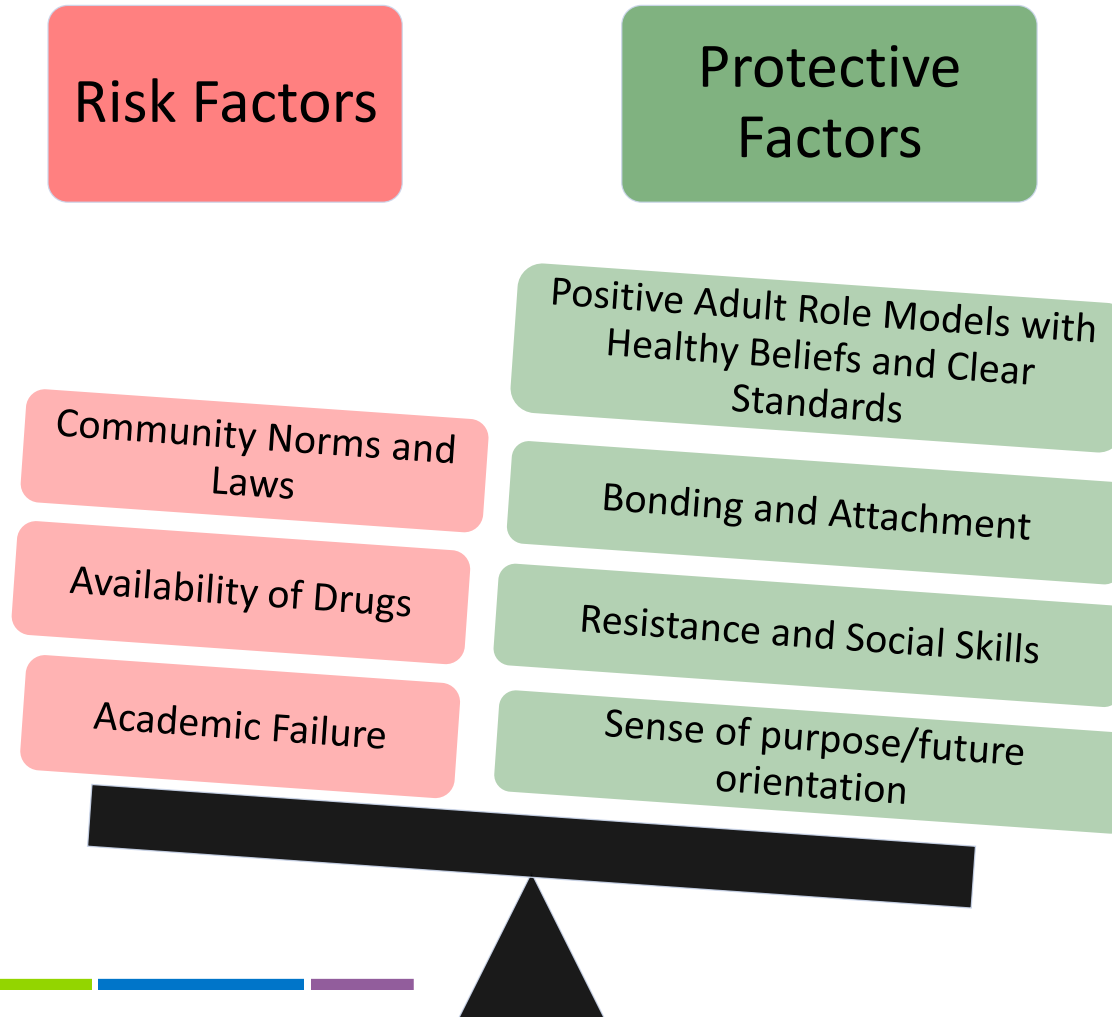 Risk Factors
Protective
Factors
Community Norms and
Laws
Availability of Drugs
Academic Failure
Positive Adult Role Models with
Healthy Beliefs and Clear
Standards
Bonding and Attachment
Resistance and Social Skills
Sense of purpose/future
orientation